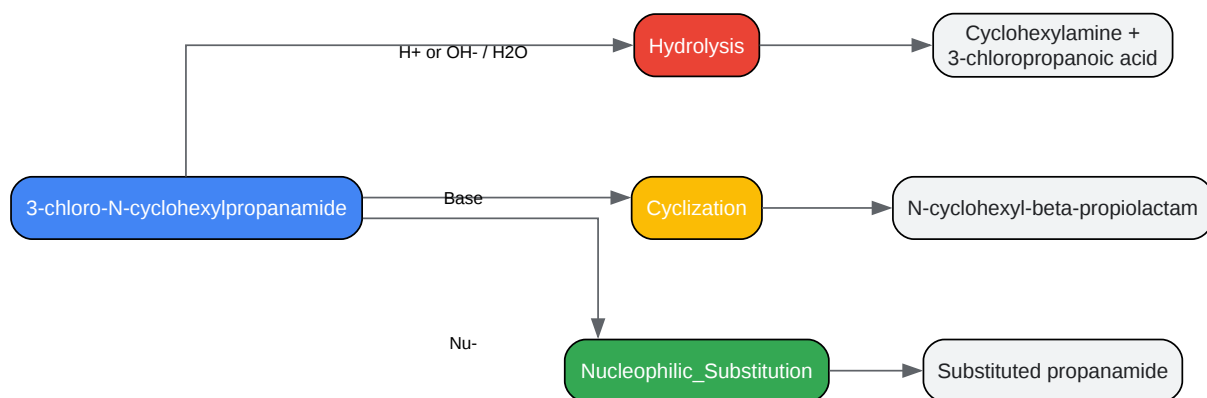 H+ or OH- / H2O
Hydrolysis
Cyclohexylamine +
3-chloropropanoic acid
3-chloro-N-cyclohexylpropanamide
Base
Cyclization
N-cyclohexyl-beta-propiolactam
Nu-
Nucleophilic_Substitution
Substituted propanamide